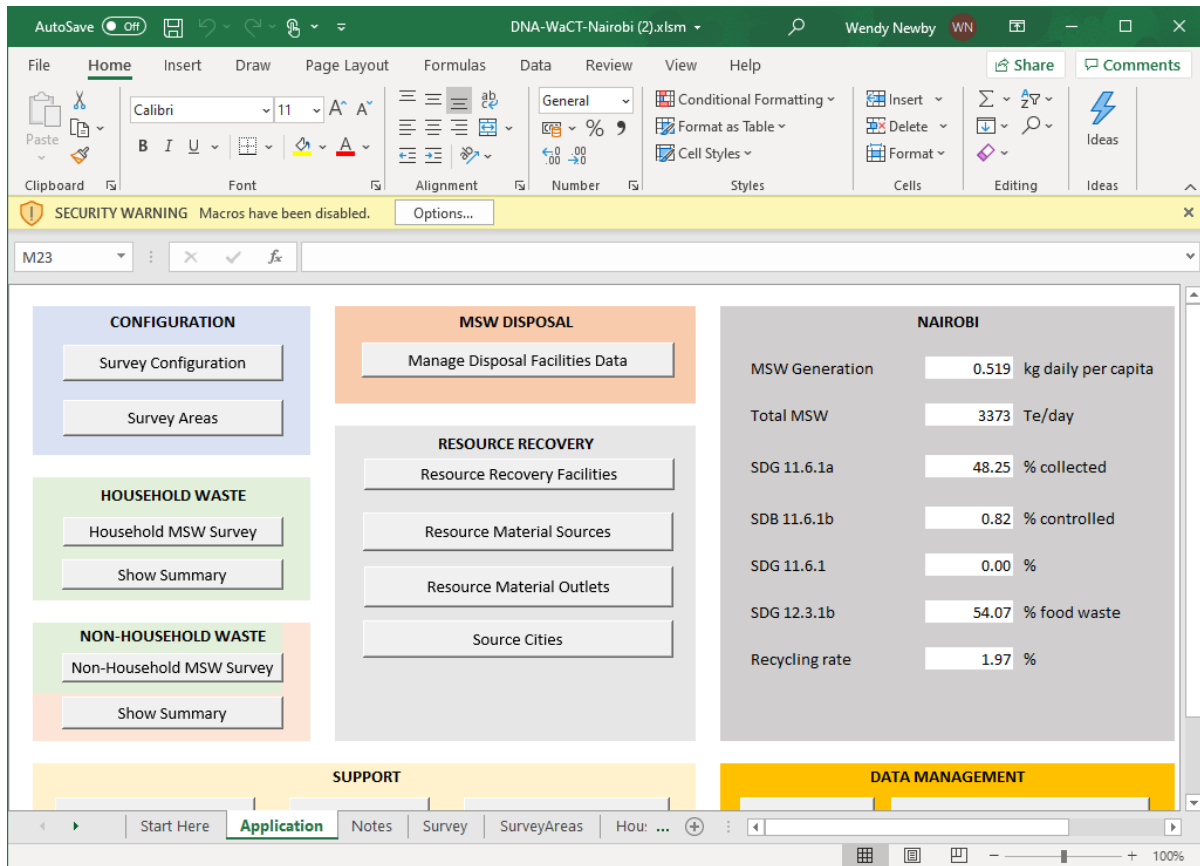 AutoSave Off DNA-WaCT-Nairobi (2).xlsm Wendy Newby WN
File Home Insert Draw Page Layout Formulas Data Review View Help Share Comments
Paste
Calibri 11 A A
B I U A
ab
c
General
% 9
.00 .00
Conditional Formatting
Format as Table
Cell Styles
Insert
Delete
Format
Ideas
Clipboard Font Alignment Number Styles Cells Editing Ideas
SECURITY WARNING Macros have been disabled. Options...
M23 fx
CONFIGURATION
Survey Configuration
Survey Areas
HOUSEHOLD WASTE
Household MSW Survey
Show Summary
NON-HOUSEHOLD WASTE
Non-Household MSW Survey
Show Summary
MSW DISPOSAL
Manage Disposal Facilities Data
RESOURCE RECOVERY
Resource Recovery Facilities
Resource Material Sources
Resource Material Outlets
Source Cities
NAIROBI
MSW Generation 0.519 kg daily per capita
Total MSW 3373 Te/day
SDG 11.6.1a 48.25 % collected
SDB 11.6.1b 0.82 % controlled
SDG 11.6.1 0.00 %
SDG 12.3.1b 54.07 % food waste
Recycling rate 1.97 %
SUPPORT
DATA MANAGEMENT
Start Here Application Notes Survey SurveyAreas Hou: ...
100%